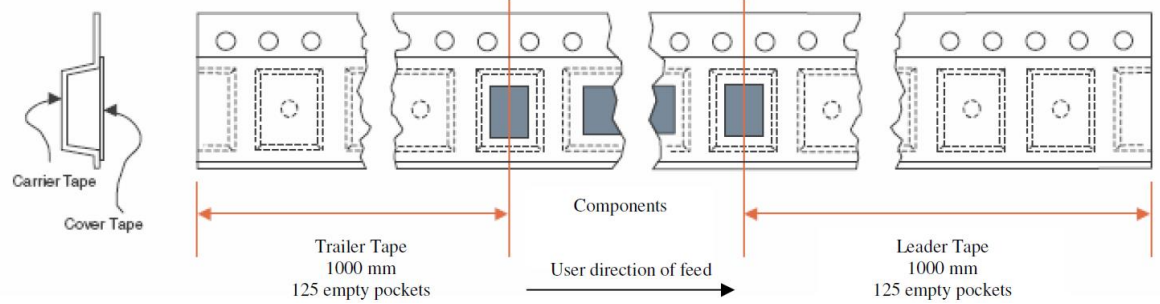 Carrier Tape
Cover Tape
Components
Trailer Tape
1000 mm
125 empty pockets
User direction of feed
Leader Tape
1000 mm
125 empty pockets